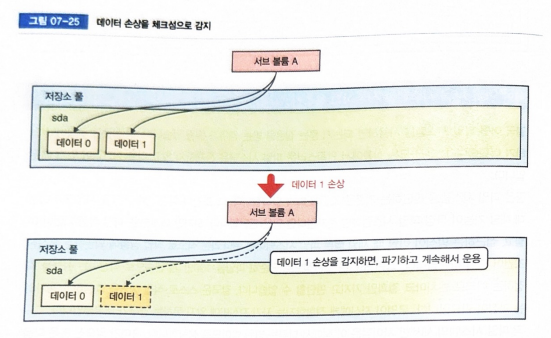 그림 07-25 데이터 손상을 체크섬으로 감지
서브 볼륨 A
저장소 풀
sda
데이터 0 데이터 1
데이터 1 손상
서브 볼륨 A
저장소 풀
데이터 1 손상을 감지하면, 파기하고 계속해서 운용
sda
데이터 0 데이터 1